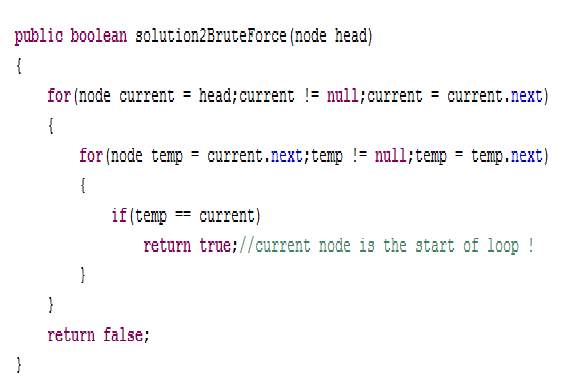 public boolean solution2BruteForce(node head)
{
for(node current = head;current != null;current = current.next)
{
for(node temp = current.next;temp != null;temp = temp.next)
{
if(temp == current)
return true;//current node is the start of loop !
}
}
return false;
}